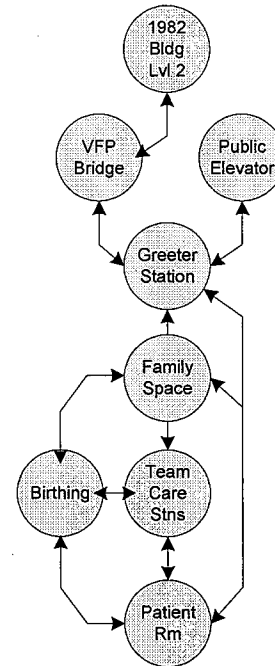 1982
Bldg
Lvl 2
VFP
Bridge
Public
Elevator
Greeter
Station
Family
Space
Birthing
Team
Care
Stns
Patient
Rm